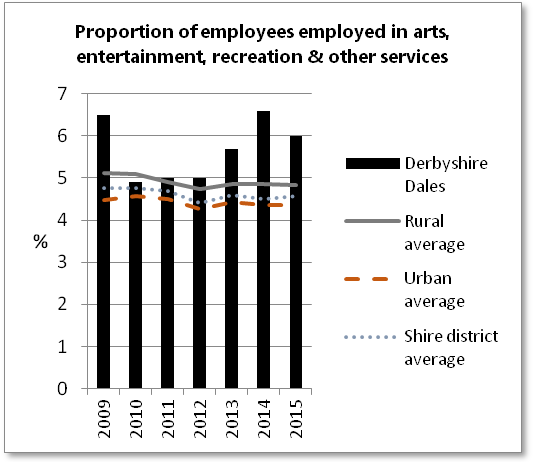 Proportion of employees employed in arts,
entertainment, recreation & other services
7
6
5
4
3
2
1
0
%
2009
2010
2011
2012
2013
2014
2015
Derbyshire
Dales
Rural
average
Urban
average
Shire district
average